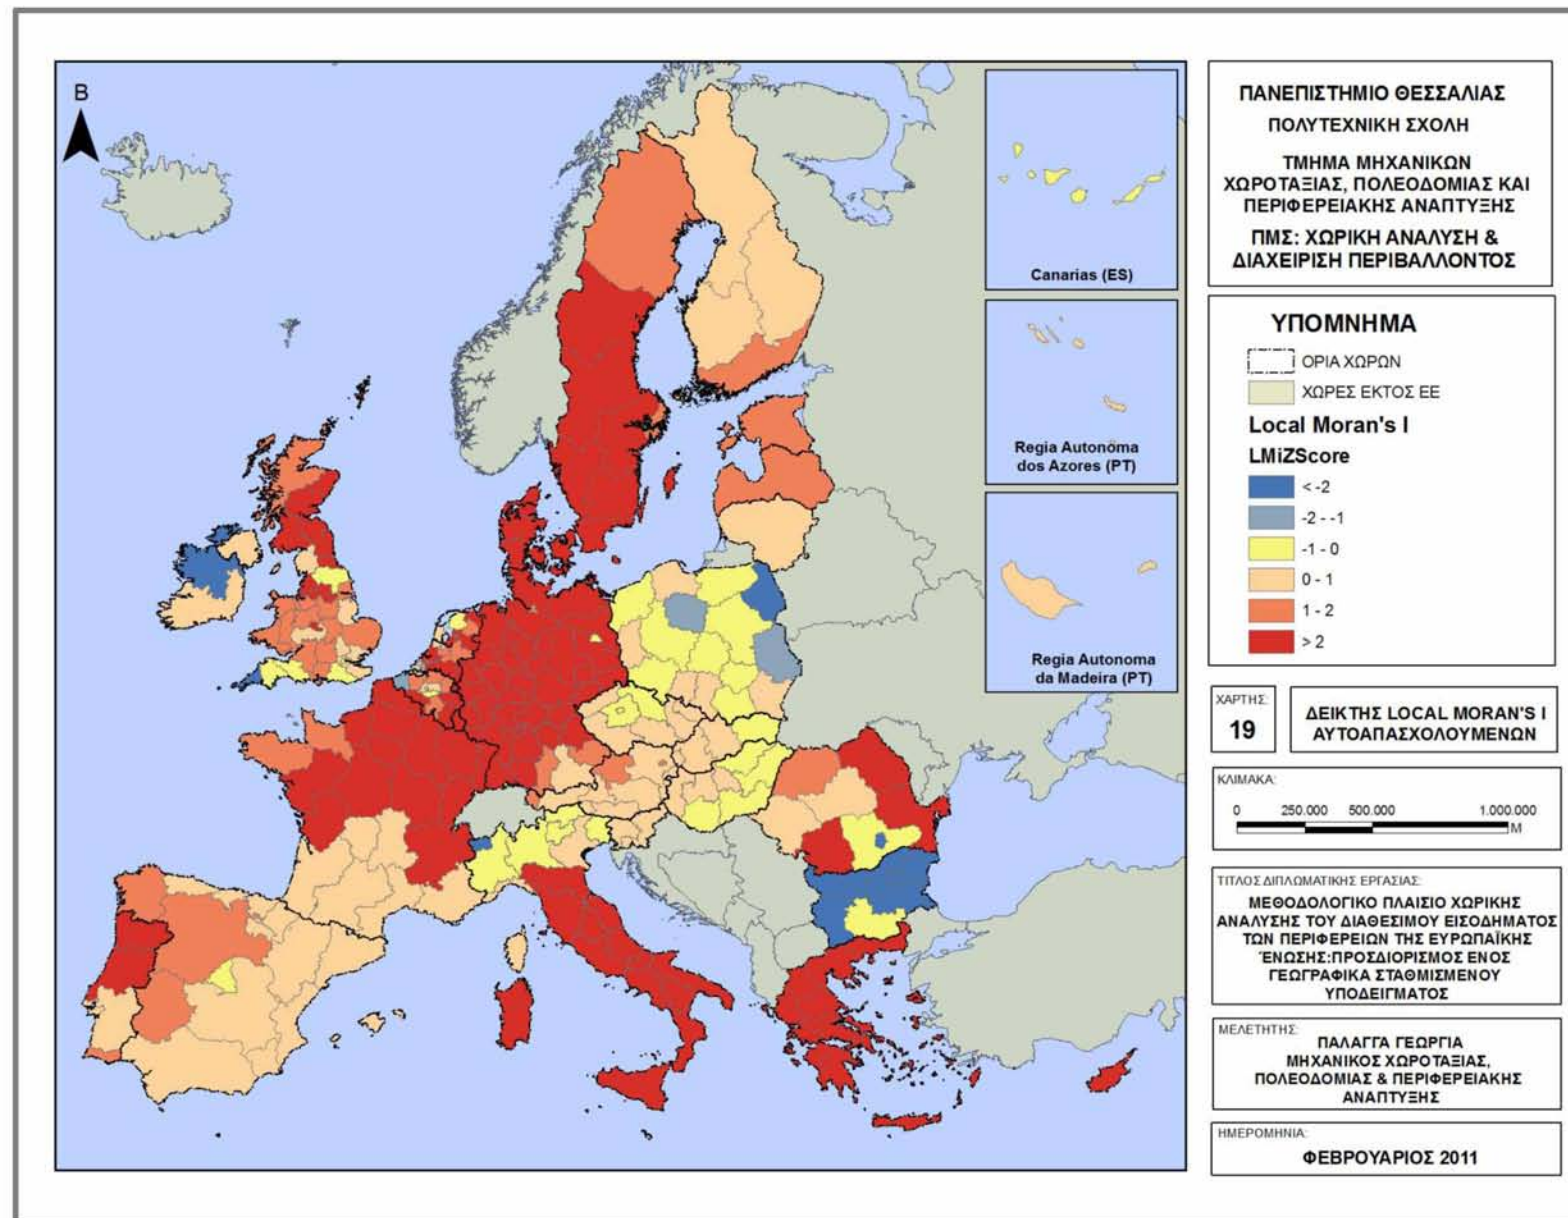 B
Canarias (ES)
Regia Autonoma
dos Azores (PT)
Regia Autonoma
da Madeira (PT)
ΠΑΝΕΠΙΣΤΗΜΙΟ ΘΕΣΣΑΛΙΑΣ
ΠΟΛΥΤΕΧΝΙΚΗ ΣΧΟΛΗ
ΤΜΗΜΑ ΜΗΧΑΝΙΚΩΝ
ΧΩΡΟΤΑΞΙΑΣ, ΠΟΛΕΟΔΟΜΙΑΣ ΚΑΙ
ΠΕΡΙΦΕΡΕΙΑΚΗΣ ΑΝΑΠΤΥΞΗΣ
ΠΜΣ: ΧΩΡΙΚΗ ΑΝΑΛΥΣΗ &
ΔΙΑΧΕΙΡΙΣΗ ΠΕΡΙΒΑΛΛΟΝΤΟΣ
ΥΠΟΜΝΗΜΑ
ΟΡΙΑ ΧΩΡΩΝ
ΧΩΡΕΣ ΕΚΤΟΣ ΕΕ
Local Moran's I
LMiZScore
< -2
-2 - -1
-1 - 0
0 - 1
1 - 2
> 2
ΧΑΡΤΗΣ:
19
ΔΕΙΚΤΗΣ LOCAL MORAN'S I
ΑΥΤΟΑΠΑΣΧΟΛΟΥΜΕΝΩΝ
ΚΛΙΜΑΚΑ:
0 250.000 500.000 1.000.000
M
ΤΙΤΛΟΣ ΔΙΠΛΩΜΑΤΙΚΗΣ ΕΡΓΑΣΙΑΣ:
ΜΕΘΟΔΟΛΟΓΙΚΟ ΠΛΑΙΣΙΟ ΧΩΡΙΚΗΣ
ΑΝΑΛΥΣΗΣ ΤΟΥ ΔΙΑΘΕΣΙΜΟΥ ΕΙΣΟΔΗΜΑΤΟΣ
ΤΩΝ ΠΕΡΙΦΕΡΕΙΩΝ ΤΗΣ ΕΥΡΩΠΑΪΚΗΣ
ΈΝΩΣΗΣ:ΠΡΟΣΔΙΟΡΙΣΜΟΣ ΕΝΟΣ
ΓΕΩΓΡΑΦΙΚΑ ΣΤΑΘΜΙΣΜΕΝΟΥ
ΥΠΟΔΕΙΓΜΑΤΟΣ
ΜΕΛΕΤΗΤΗΣ:
ΠΑΛΑΓΓΑ ΓΕΩΡΓΙΑ
ΜΗΧΑΝΙΚΟΣ ΧΩΡΟΤΑΞΙΑΣ,
ΠΟΛΕΟΔΟΜΙΑΣ & ΠΕΡΙΦΕΡΕΙΑΚΗΣ
ΑΝΑΠΤΥΞΗΣ
ΗΜΕΡΟΜΗΝΙΑ:
ΦΕΒΡΟΥΑΡΙΟΣ 2011